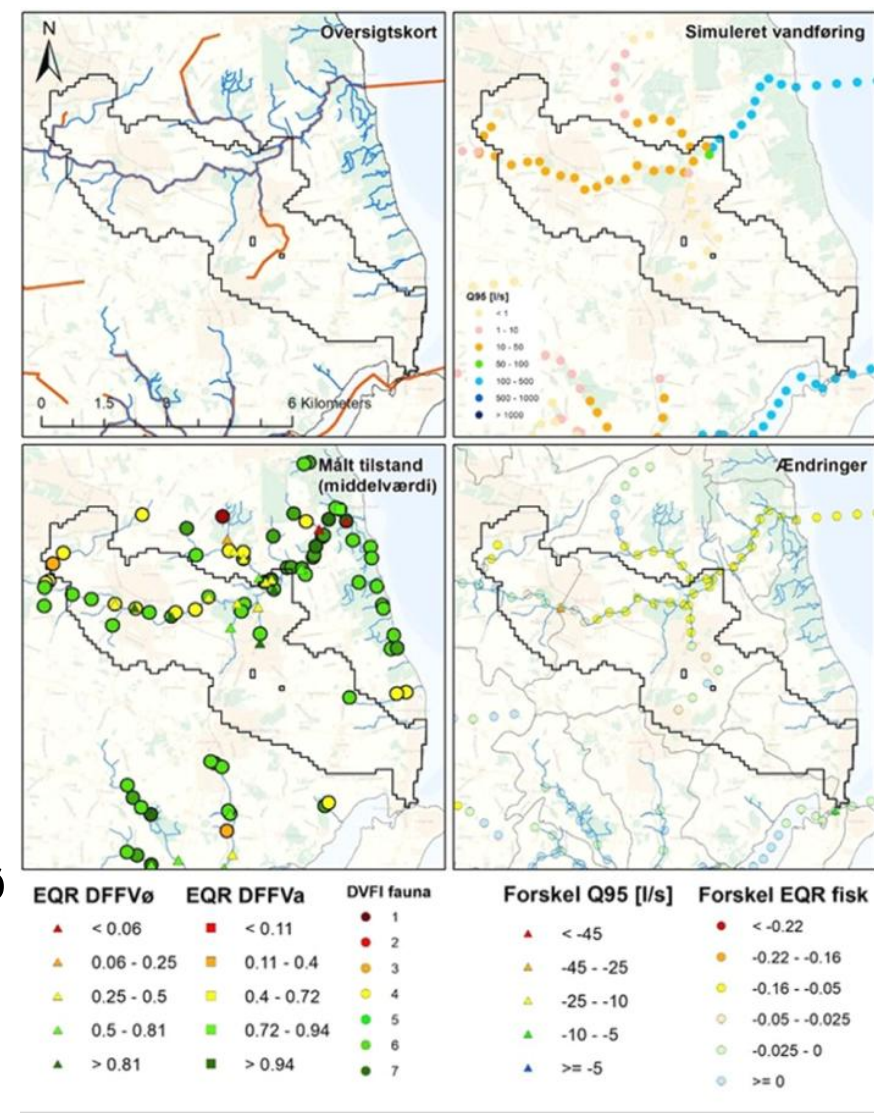 N
Oversigtskort
0 1.5 3 6 Kilometers
Simuleret vandføring
Q95 [l/s]
< 1
1 - 10
10 - 50
50 - 100
100 - 500
500 - 1000
> 1000
Målt tilstand
(middelværdi)
Ændringer
EQR DFFVø
< 0.06
0.06 - 0.25
0.25 - 0.5
0.5 - 0.81
> 0.81
EQR DFFVa
< 0.11
0.11 - 0.4
0.4 - 0.72
0.72 - 0.94
> 0.94
DVFI fauna
1
2
3
4
5
6
7
Forskel Q95 [l/s]
< -45
-45 - -25
-25 - -10
-10 - -5
>= -5
Forskel EQR fisk
< -0.22
-0.22 - -0.16
-0.16 - -0.05
-0.05 - -0.025
-0.025 - 0
>= 0